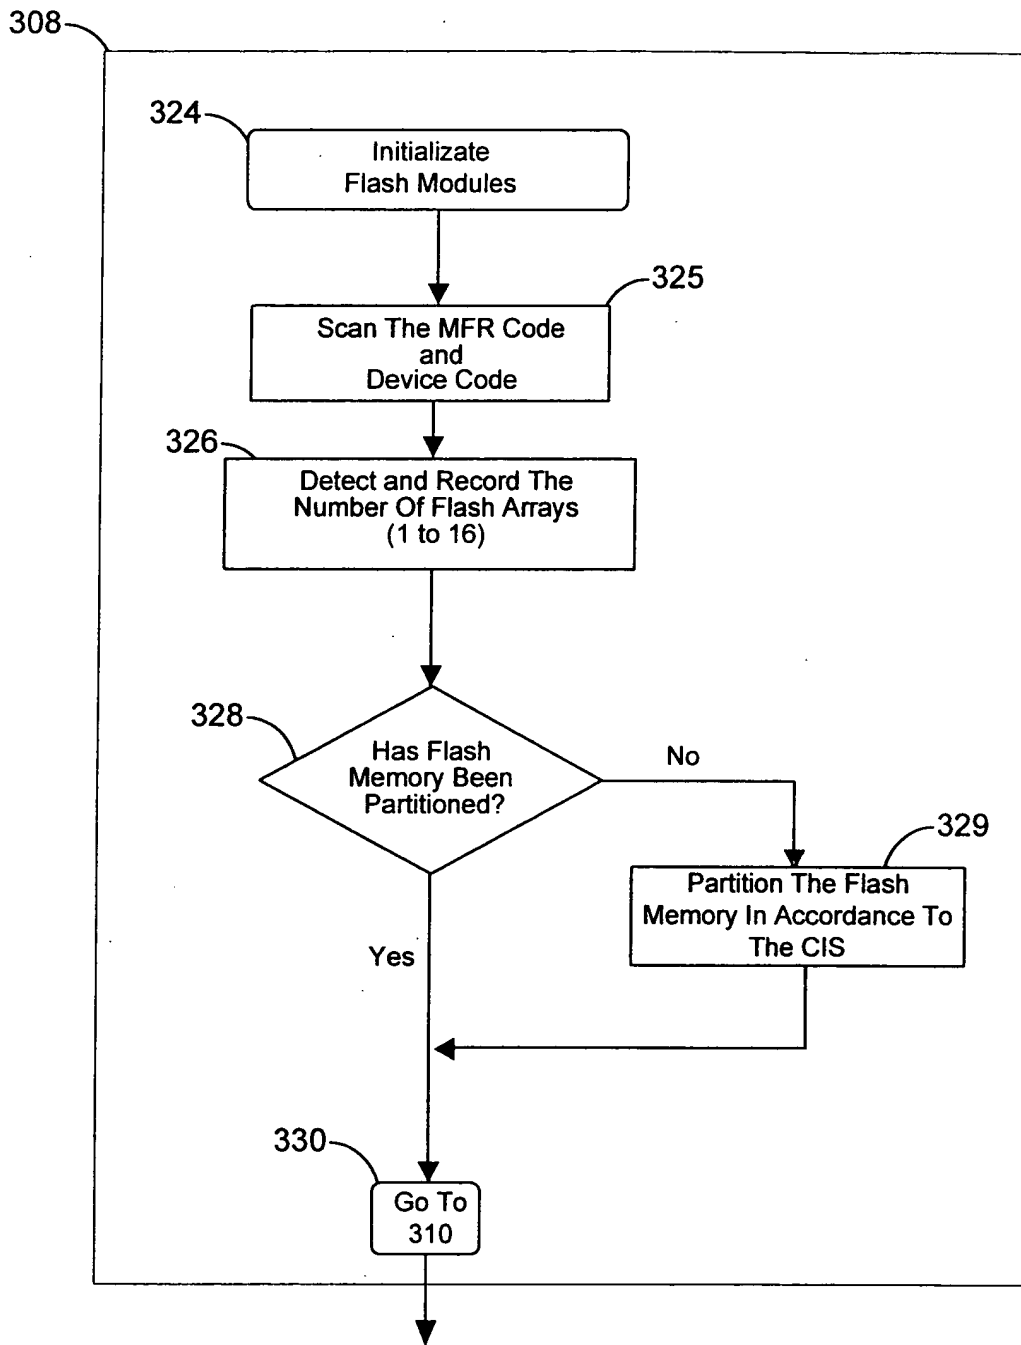 308
324
Initializate
Flash Modules
325
Scan The MFR Code
and
Device Code
326
Detect and Record The
Number Of Flash Arrays
(1 to 16)
328
Has Flash
Memory Been
Partitioned?
No
329
Partition The Flash
Memory In Accordance To
The CIS
Yes
330
Go To
310